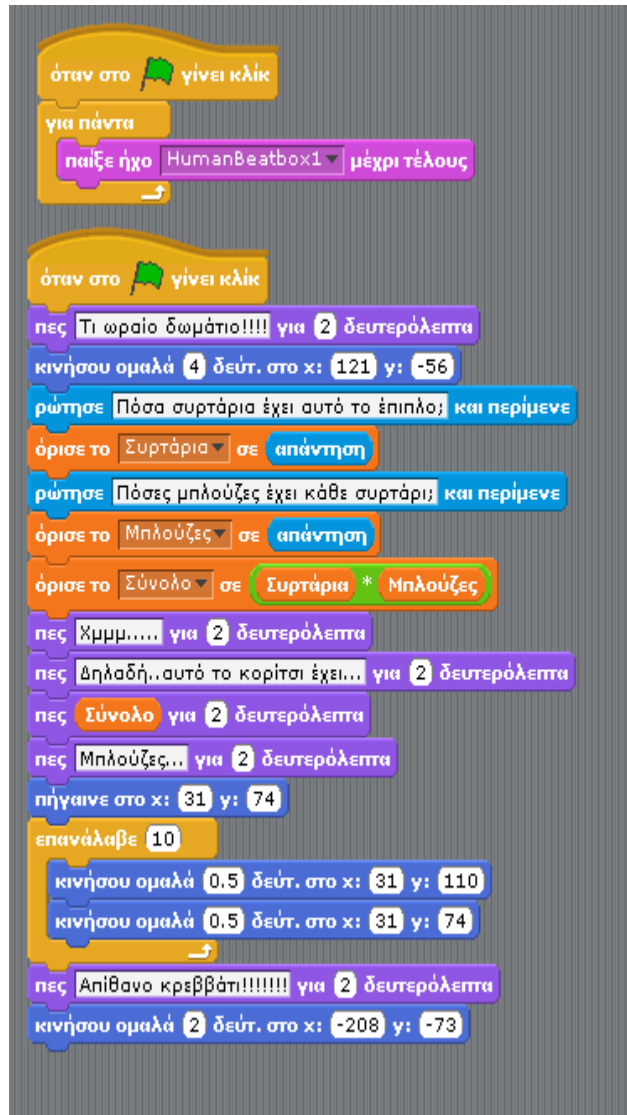 όταν στο γίνει κλίκ
για πάντα
παίξε ήχο HumanBeatbox1 μέχρι τέλους
όταν στο γίνει κλίκ
πες Τι ωραίο δωμάτιο!!!! για 2 δευτερόλεπτα
κινήσου ομαλά 4 δεύτ. στο x: 121 y: -56
ρώτησε Πόσα συρτάρια έχει αυτό το έπιπλο; και περίμενε
όρισε το Συρτάρια σε απάντηση
ρώτησε Πόσες μπλούζες έχει κάθε συρτάρι; και περίμενε
όρισε το Μπλούζες σε απάντηση
όρισε το Σύνολο σε Συρτάρια * Μπλούζες
πες Χμμμ..... για 2 δευτερόλεπτα
πες Δηλαδή..αυτό το κορίτσι έχει... για 2 δευτερόλεπτα
πες Σύνολο για 2 δευτερόλεπτα
πες Μπλούζες... για 2 δευτερόλεπτα
πήγαινε στο x: 31 y: 74
επανάλαβε 10
κινήσου ομαλά 0.5 δεύτ. στο x: 31 y: 110
κινήσου ομαλά 0.5 δεύτ. στο x: 31 y: 74
πες Απίθανο κρεββάτι!!!!!!! για 2 δευτερόλεπτα
κινήσου ομαλά 2 δεύτ. στο x: -208 y: -73